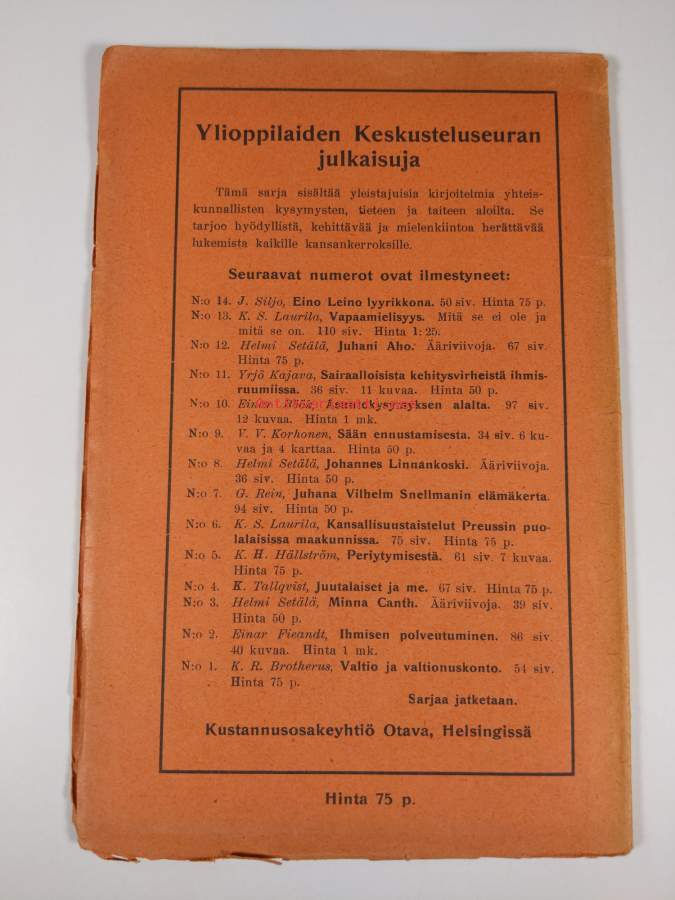 Ylioppilaiden Keskusteluseuran
julkaisuja
Tämä sarja sisältää yleistajuisia kirjoitelmia yhteis-
kunnallisten kysymysten, tieteen ja taiteen aloilta. Se
tarjoo hyödyllistä, kehittävää ja mielenkiintoa herättävää
lukemista kaikille kansankerroksille.
Seuraavat numerot ovat ilmestyneet:
N:o 14. J. Siljo, Eino Leino lyyrikkona. 50 siv. Hinta 75 p.
N:o 13. K. S. Laurila, Vapaamielisyys. Mitä se ei ole ja
mitä se on. 110 siv. Hinta 1:25.
N:o 12. Helmi Setälä, Juhani Aho. Ääriviivoja. 67 siv.
Hinta 75 p.
N:o 11. Yrjö Kajava, Sairaalloisista kehitysvirheistä ihmis-
ruumiissa. 36 siv. 11 kuvaa. Hinta 50 p.
N:o 10. Einar Böök, Asuntokysymyksen alalta. 97 siv.
12 kuvaa. Hinta 1 mk.
N:o 9. V. V. Korhonen, Sään ennustamisesta. 34 siv. 6 ku-
vaa ja 4 karttaa. Hinta 50 p.
N:o 8. Helmi Setälä, Johannes Linnankoski. Ääriviivoja.
36 siv. Hinta 50 p.
N:o 7. G. Rein, Juhana Vilhelm Snellmanin elämäkerta.
94 siv. Hinta 50 p.
N:o 6. K. S. Laurila, Kansallisuustaistelut Preussin puo-
lalaisissa maakunnissa. 75 siv. Hinta 75 p.
N:o 5. K. H. Hällström, Periytymisestä. 61 siv. 7 kuvaa.
Hinta 75 p.
N:o 4. K. Tallqvist, Juutalaiset ja me. 67 siv. Hinta 75 p.
N:o 3. Helmi Setälä, Minna Canth. Ääriviivoja. 39 siv.
Hinta 50 p.
N:o 2. Einar Fieandt, Ihmisen polveutuminen. 86 siv.
40 kuvaa. Hinta 1 mk.
N:o 1. K. R. Brotherus, Valtio ja valtionuskonto. 54 siv.
Hinta 75 p.
Sarjaa jatketaan.
Kustannusosakeyhtiö Otava, Helsingissä
Hinta 75 p.